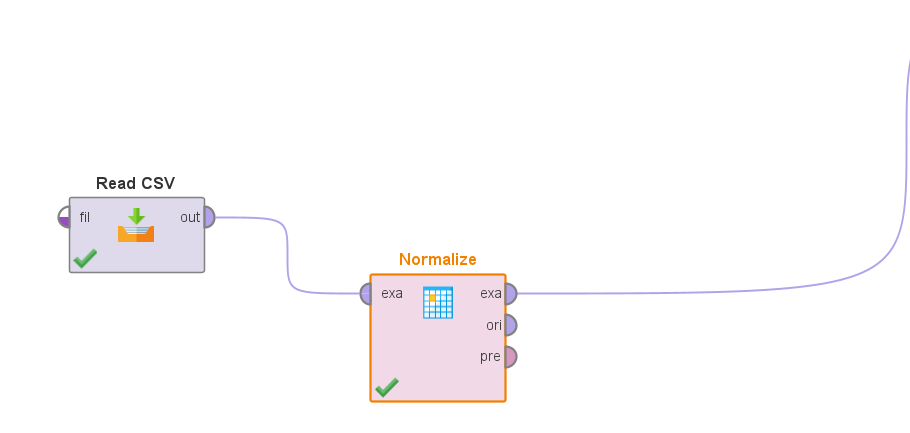 Read CSV
fil out
Normalize
exa exa
ori
pre